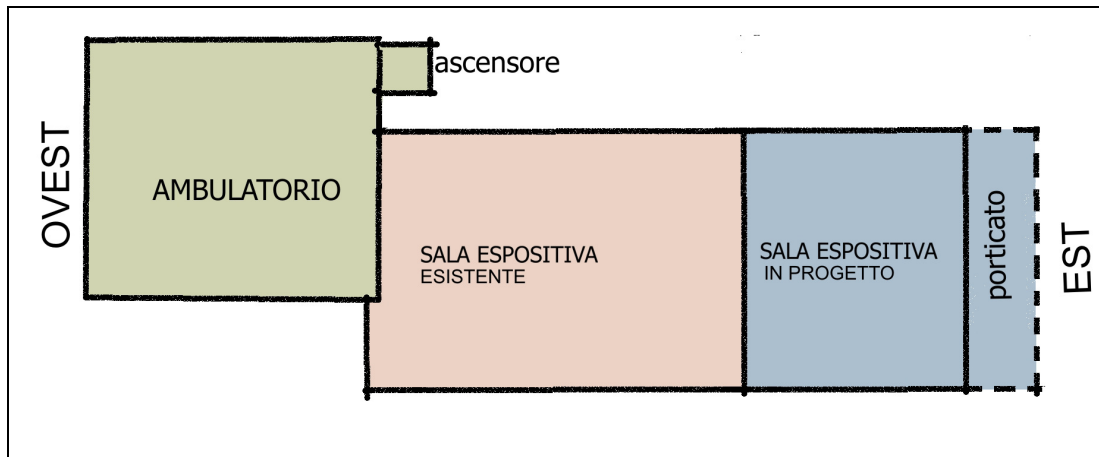 ascensore
OVEST
AMBULATORIO
SALA ESPOSITIVA
ESISTENTE
SALA ESPOSITIVA
IN PROGETTO
porticato
EST